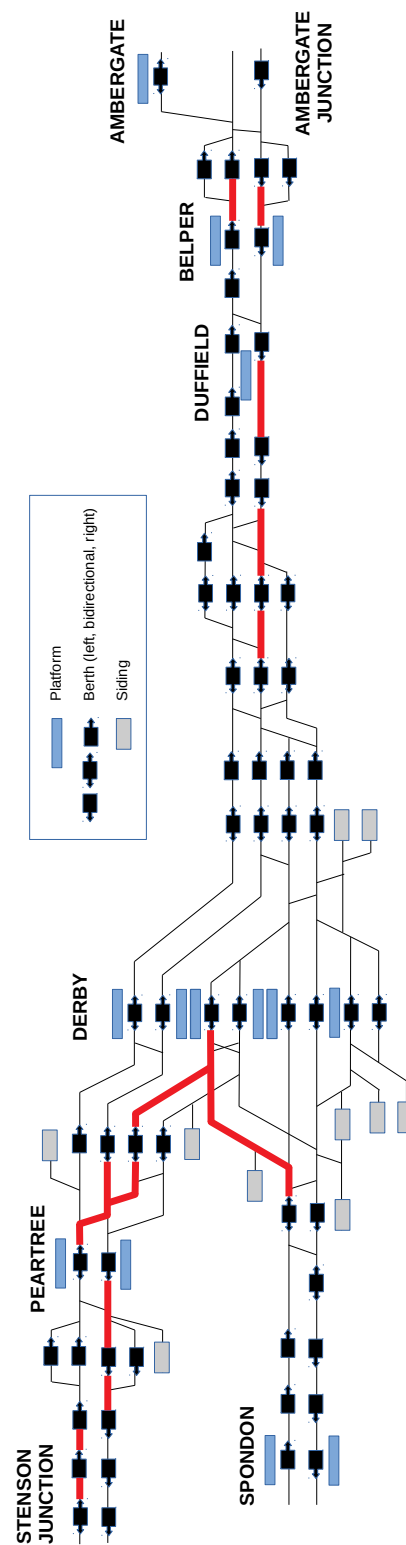 STENSON
JUNCTION
PEARTREE
DERBY
SPONDON
Platform
Berth (left, bidirectional, right)
Siding
DUFFIELD
BELPER
AMBERGATE
AMBERGATE
JUNCTION